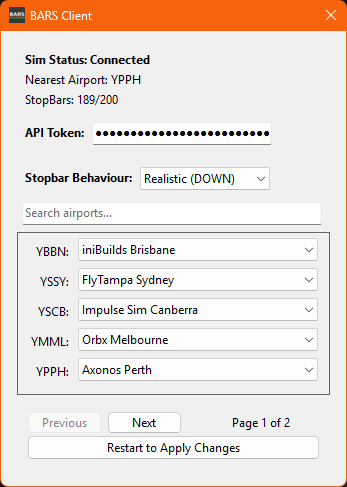 BARS
BARS Client
Sim Status: Connected
Nearest Airport: YPPH
StopBars: 189/200
API Token: ●●●●●●●●●●●●●●●●●●●●●●●●●
Stopbar Behaviour: Realistic (DOWN)
Search airports...
YBBN: iniBuilds Brisbane
YSSY: FlyTampa Sydney
YSCB: Impulse Sim Canberra
YMML: Orbx Melbourne
YPPH: Axonos Perth
Previous Next Page 1 of 2
Restart to Apply Changes